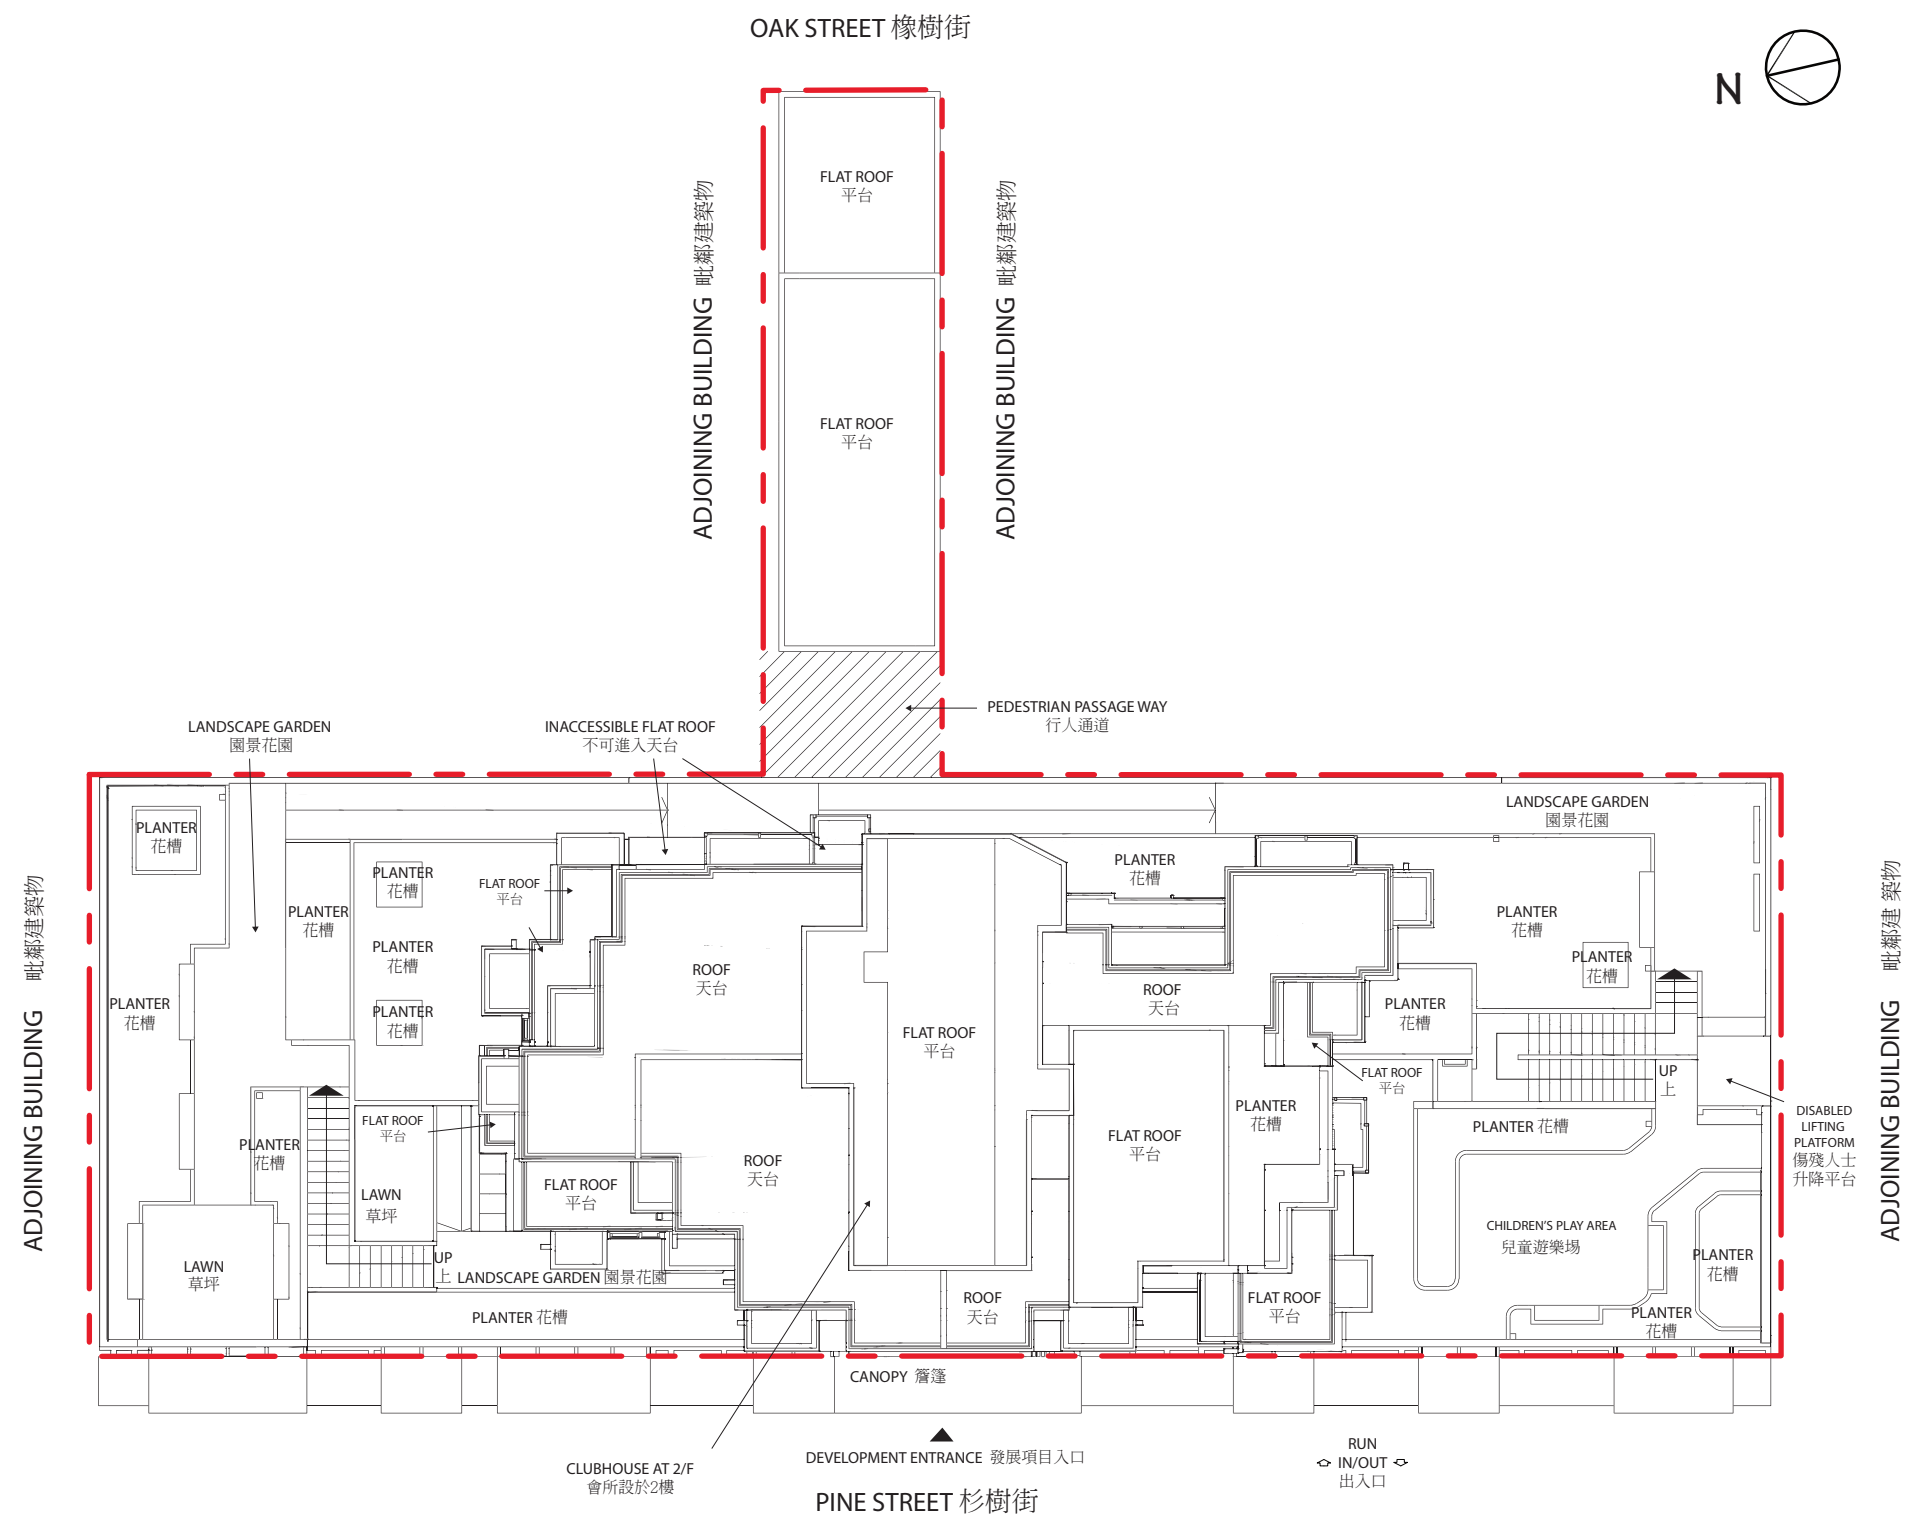 OAK STREET 橡樹街
N
FLAT ROOF
平台
ADJOINING BUILDING 毗鄰建築物
ADJOINING BUILDING 毗鄰建築物
FLAT ROOF
平台
PEDESTRIAN PASSAGE WAY
行人通道
LANDSCAPE GARDEN
園景花園
INACCESSIBLE FLAT ROOF
不可進入天台
LANDSCAPE GARDEN
園景花園
PLANTER
花槽
PLANTER
花槽
FLAT ROOF
平台
PLANTER
花槽
PLANTER
花槽
PLANTER
花槽
PLANTER
花槽
PLANTER
花槽
PLANTER
花槽
ROOF
天台
ROOF
天台
PLANTER
花槽
PLANTER
花槽
PLANTER
花槽
FLAT ROOF
平台
FLAT ROOF
平台
UP
上
ADJOINING BUILDING 毗鄰建築物
ADJOINING BUILDING 毗鄰建 築物
FLAT ROOF
平台
PLANTER
花槽
PLANTER
花槽
FLAT ROOF
平台
PLANTER 花槽
DISABLED
LIFTING
PLATFORM
傷殘人士
升降平台
ROOF
天台
FLAT ROOF
平台
LAWN
草坪
CHILDREN'S PLAY AREA
兒童遊樂場
LAWN
草坪
UP
上
LANDSCAPE GARDEN 園景花園
PLANTER
花槽
ROOF
天台
FLAT ROOF
平台
PLANTER 花槽
PLANTER
花槽
CANOPY 簷篷
DEVELOPMENT ENTRANCE 發展項目入口
RUN
IN/OUT
出入口
CLUBHOUSE AT 2/F
會所設於2樓
PINE STREET 杉樹街